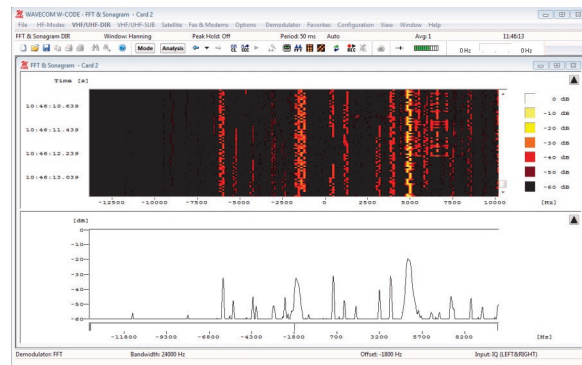 WAVECOM W-CODE - FFT & Sonagram - Card 2
File HF-Modes VHF/UHF-DIR VHF/UHF-SUB Satellite Fax & Modems Options Demodulator Favorites Configuration View Window Help
FFT & Sonagram DIR Window: Hanning Peak Hold: Off Period: 50 ms Auto Avg: 1 11:46:13
Mode Analysis CL REC 0 Hz 0 Hz
FFT & Sonagram - Card 2
Time [s]
10:46:10.639
10:46:11.439
10:46:12.239
10:46:13.039
0 dB
-10 dB
-20 dB
-30 dB
-40 dB
-50 dB
-60 dB
-12500 -10000 -7500 -5000 -2500 0 2500 5000 7500 10000 [Hz]
[dB]
0
-10
-20
-30
-40
-50
-60
-11800 -9300 -6800 -4300 -1800 700 3200 5700 8200 [Hz]
Demodulator: FFT Bandwidth: 24000 Hz Offset: -1800 Hz Input: IQ (LEFT&RIGHT)